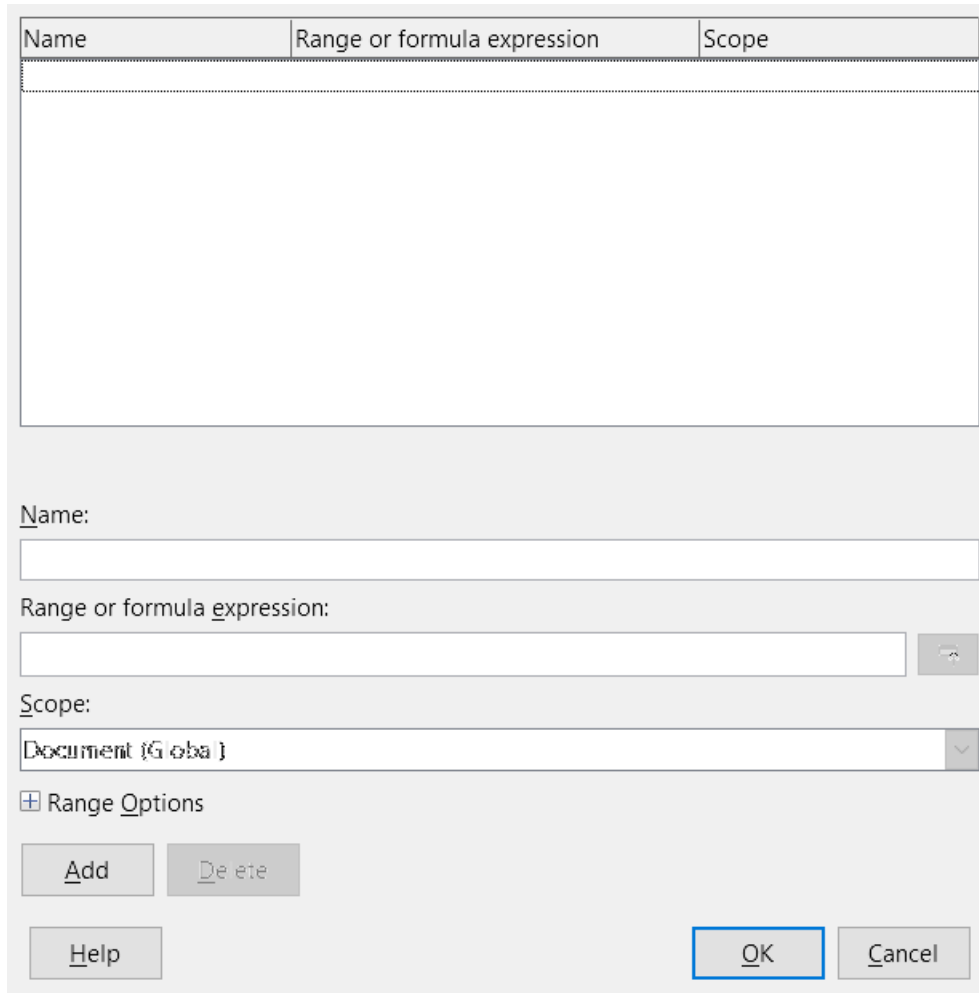 Name Range or formula expression Scope
Name:
Range or formula expression:
Scope:
Document (Global)
Range Options
Add Delete
Help OK Cancel